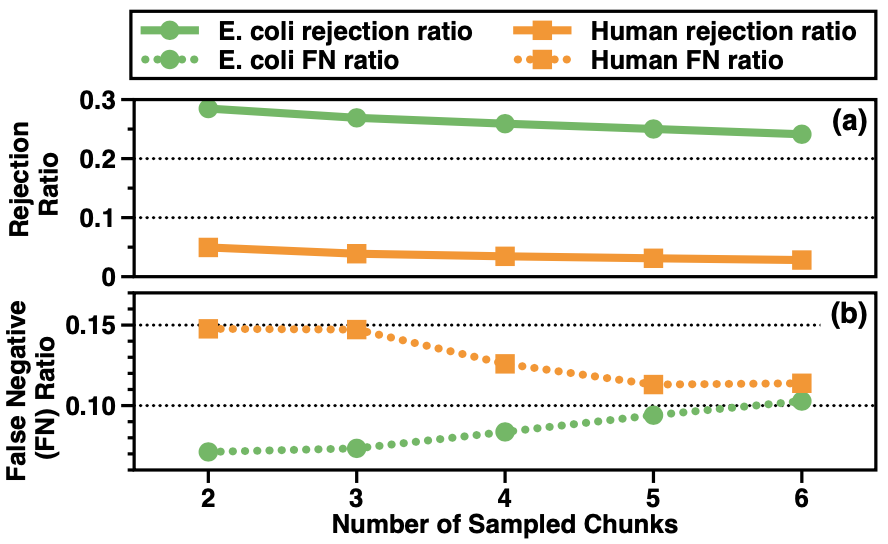 E. coli rejection ratio
Human rejection ratio
E. coli FN ratio
Human FN ratio
(a)
Rejection
Ratio
0.3
0.2
0.1
0
(b)
False Negative
(FN) Ratio
0.15
0.10
2 3 4 5 6
Number of Sampled Chunks